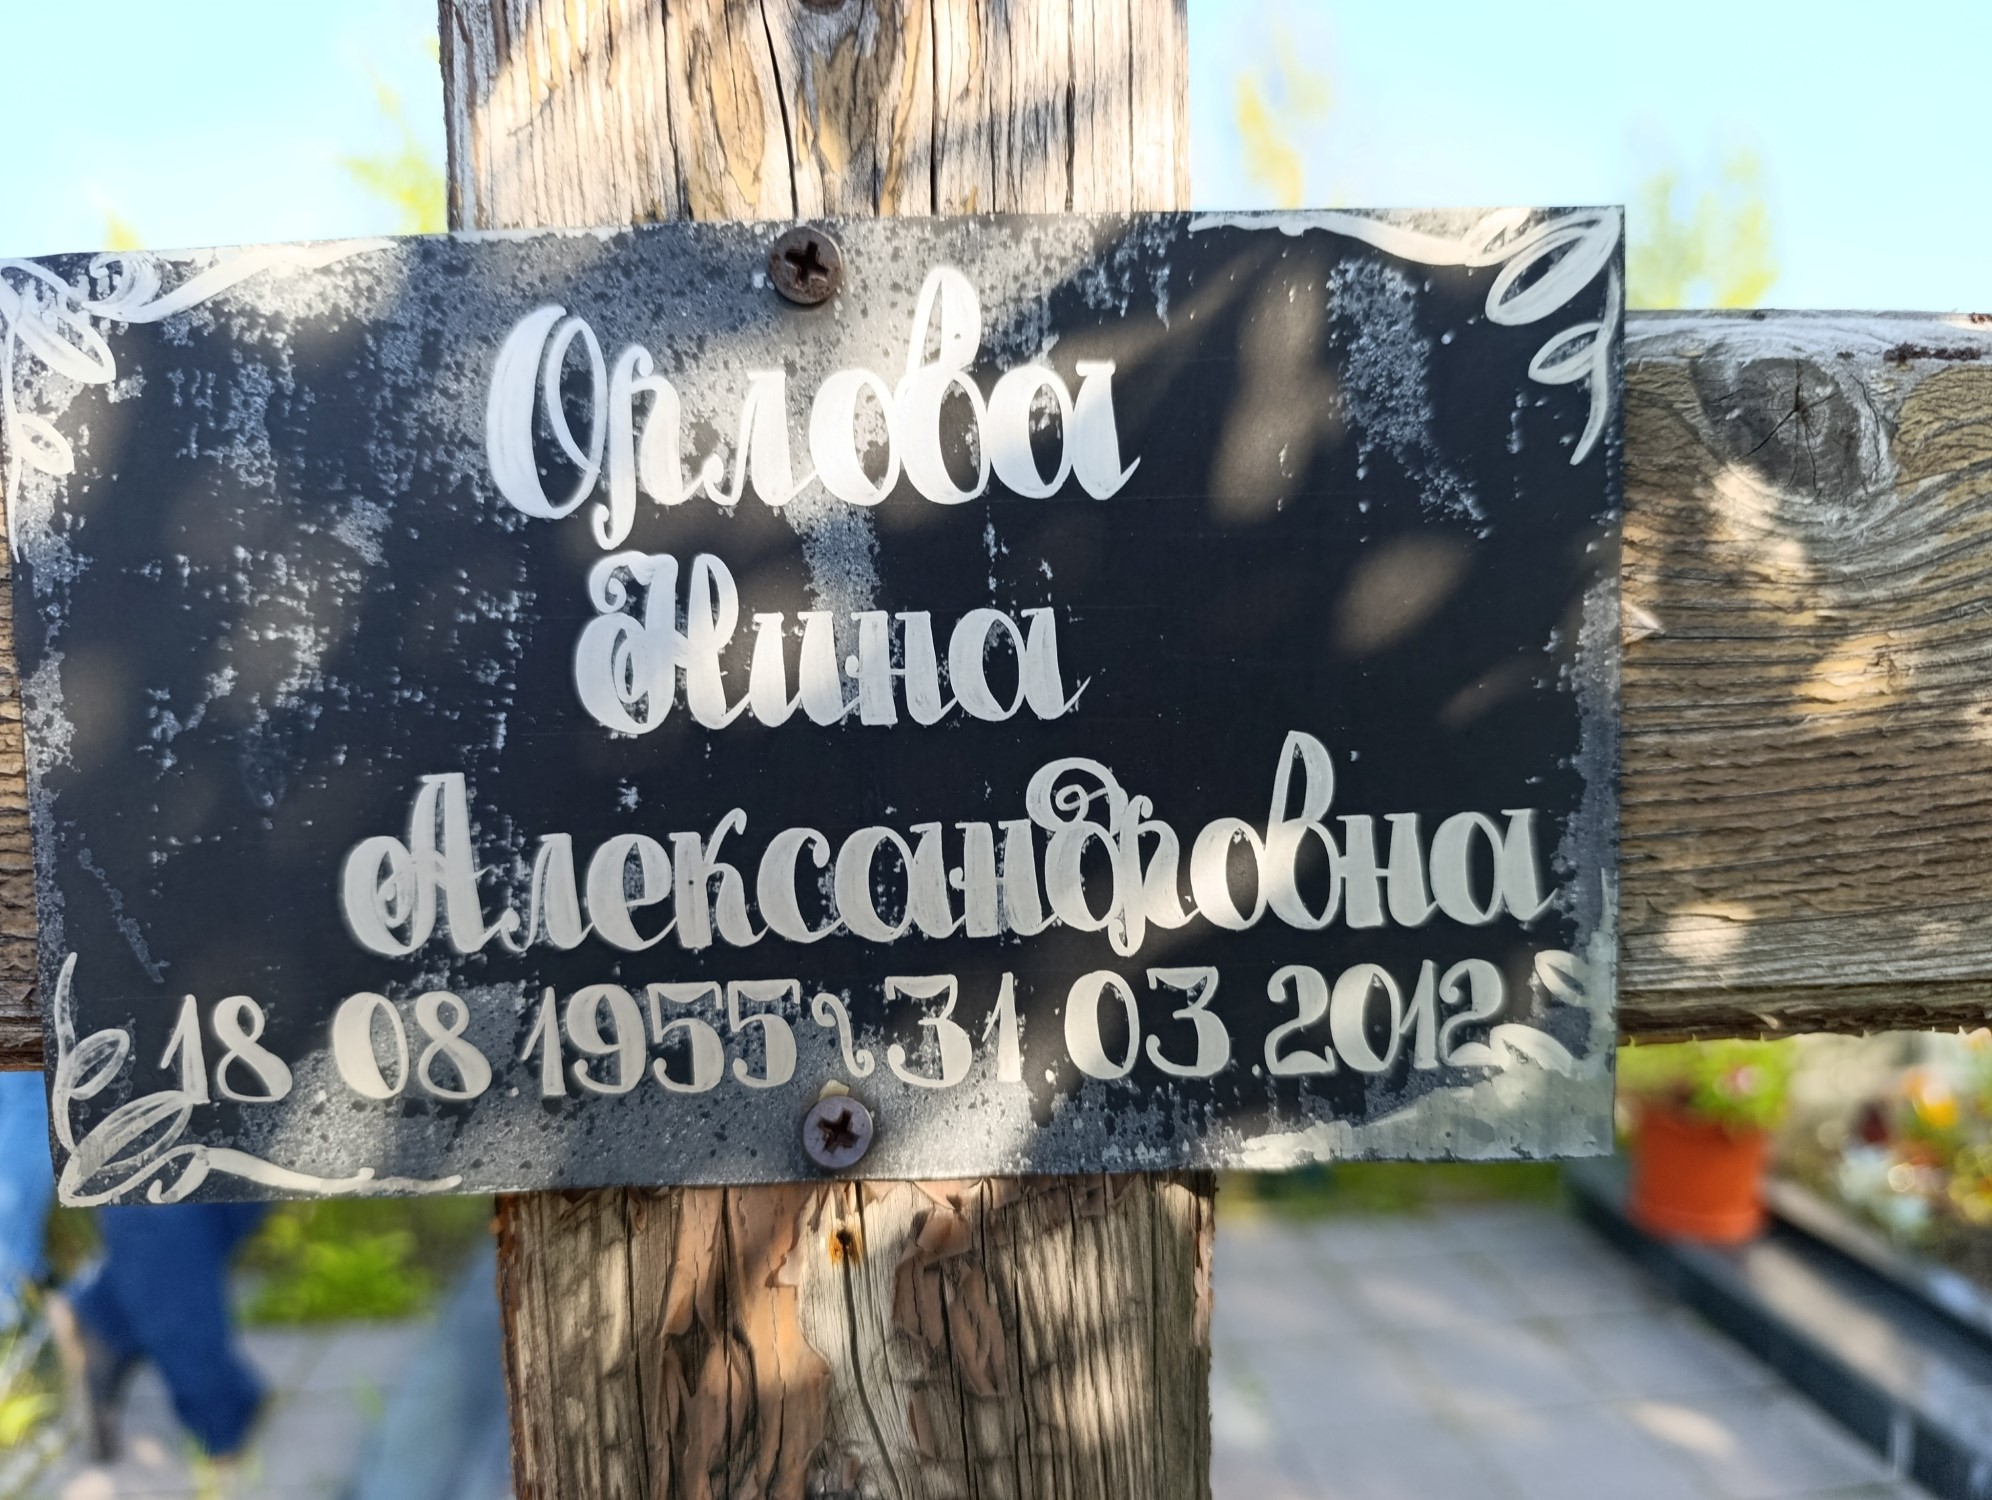 Орлова
Нина
Александровна
18.08.1955 ~ 31.03.2012